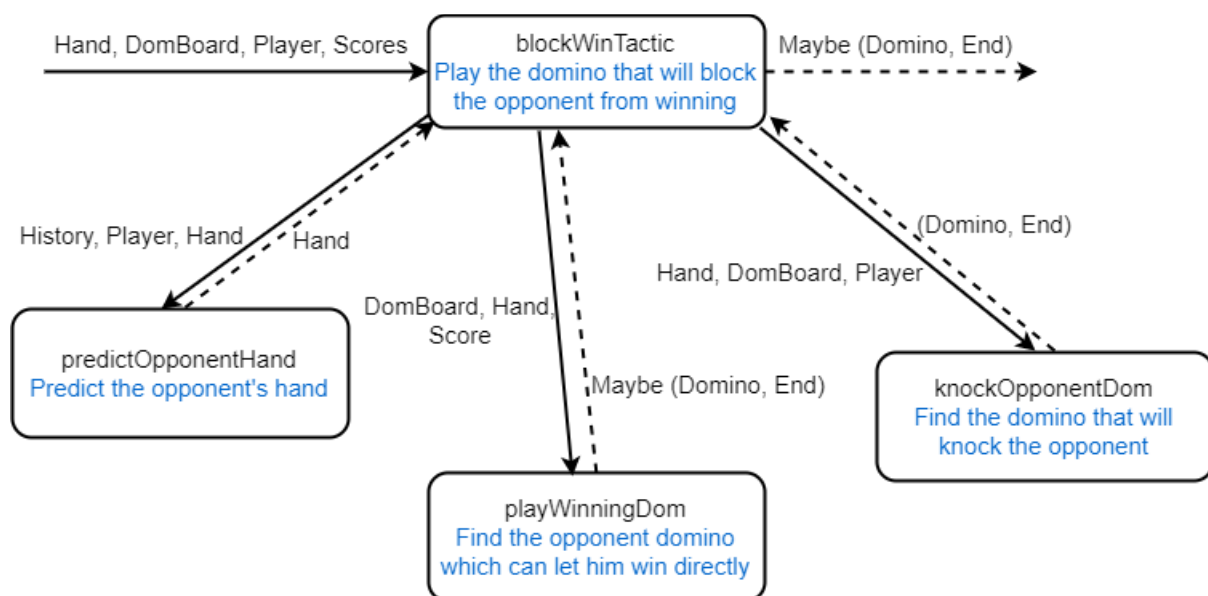 Hand, DomBoard, Player, Scores
blockWinTactic
Play the domino that will block
the opponent from winning
Maybe (Domino, End)
History, Player, Hand
Hand
(Domino, End)
Hand, DomBoard, Player
DomBoard, Hand,
Score
Maybe (Domino, End)
predictOpponentHand
Predict the opponent's hand
knockOpponentDom
Find the domino that will
knock the opponent
playWinningDom
Find the opponent domino
which can let him win directly